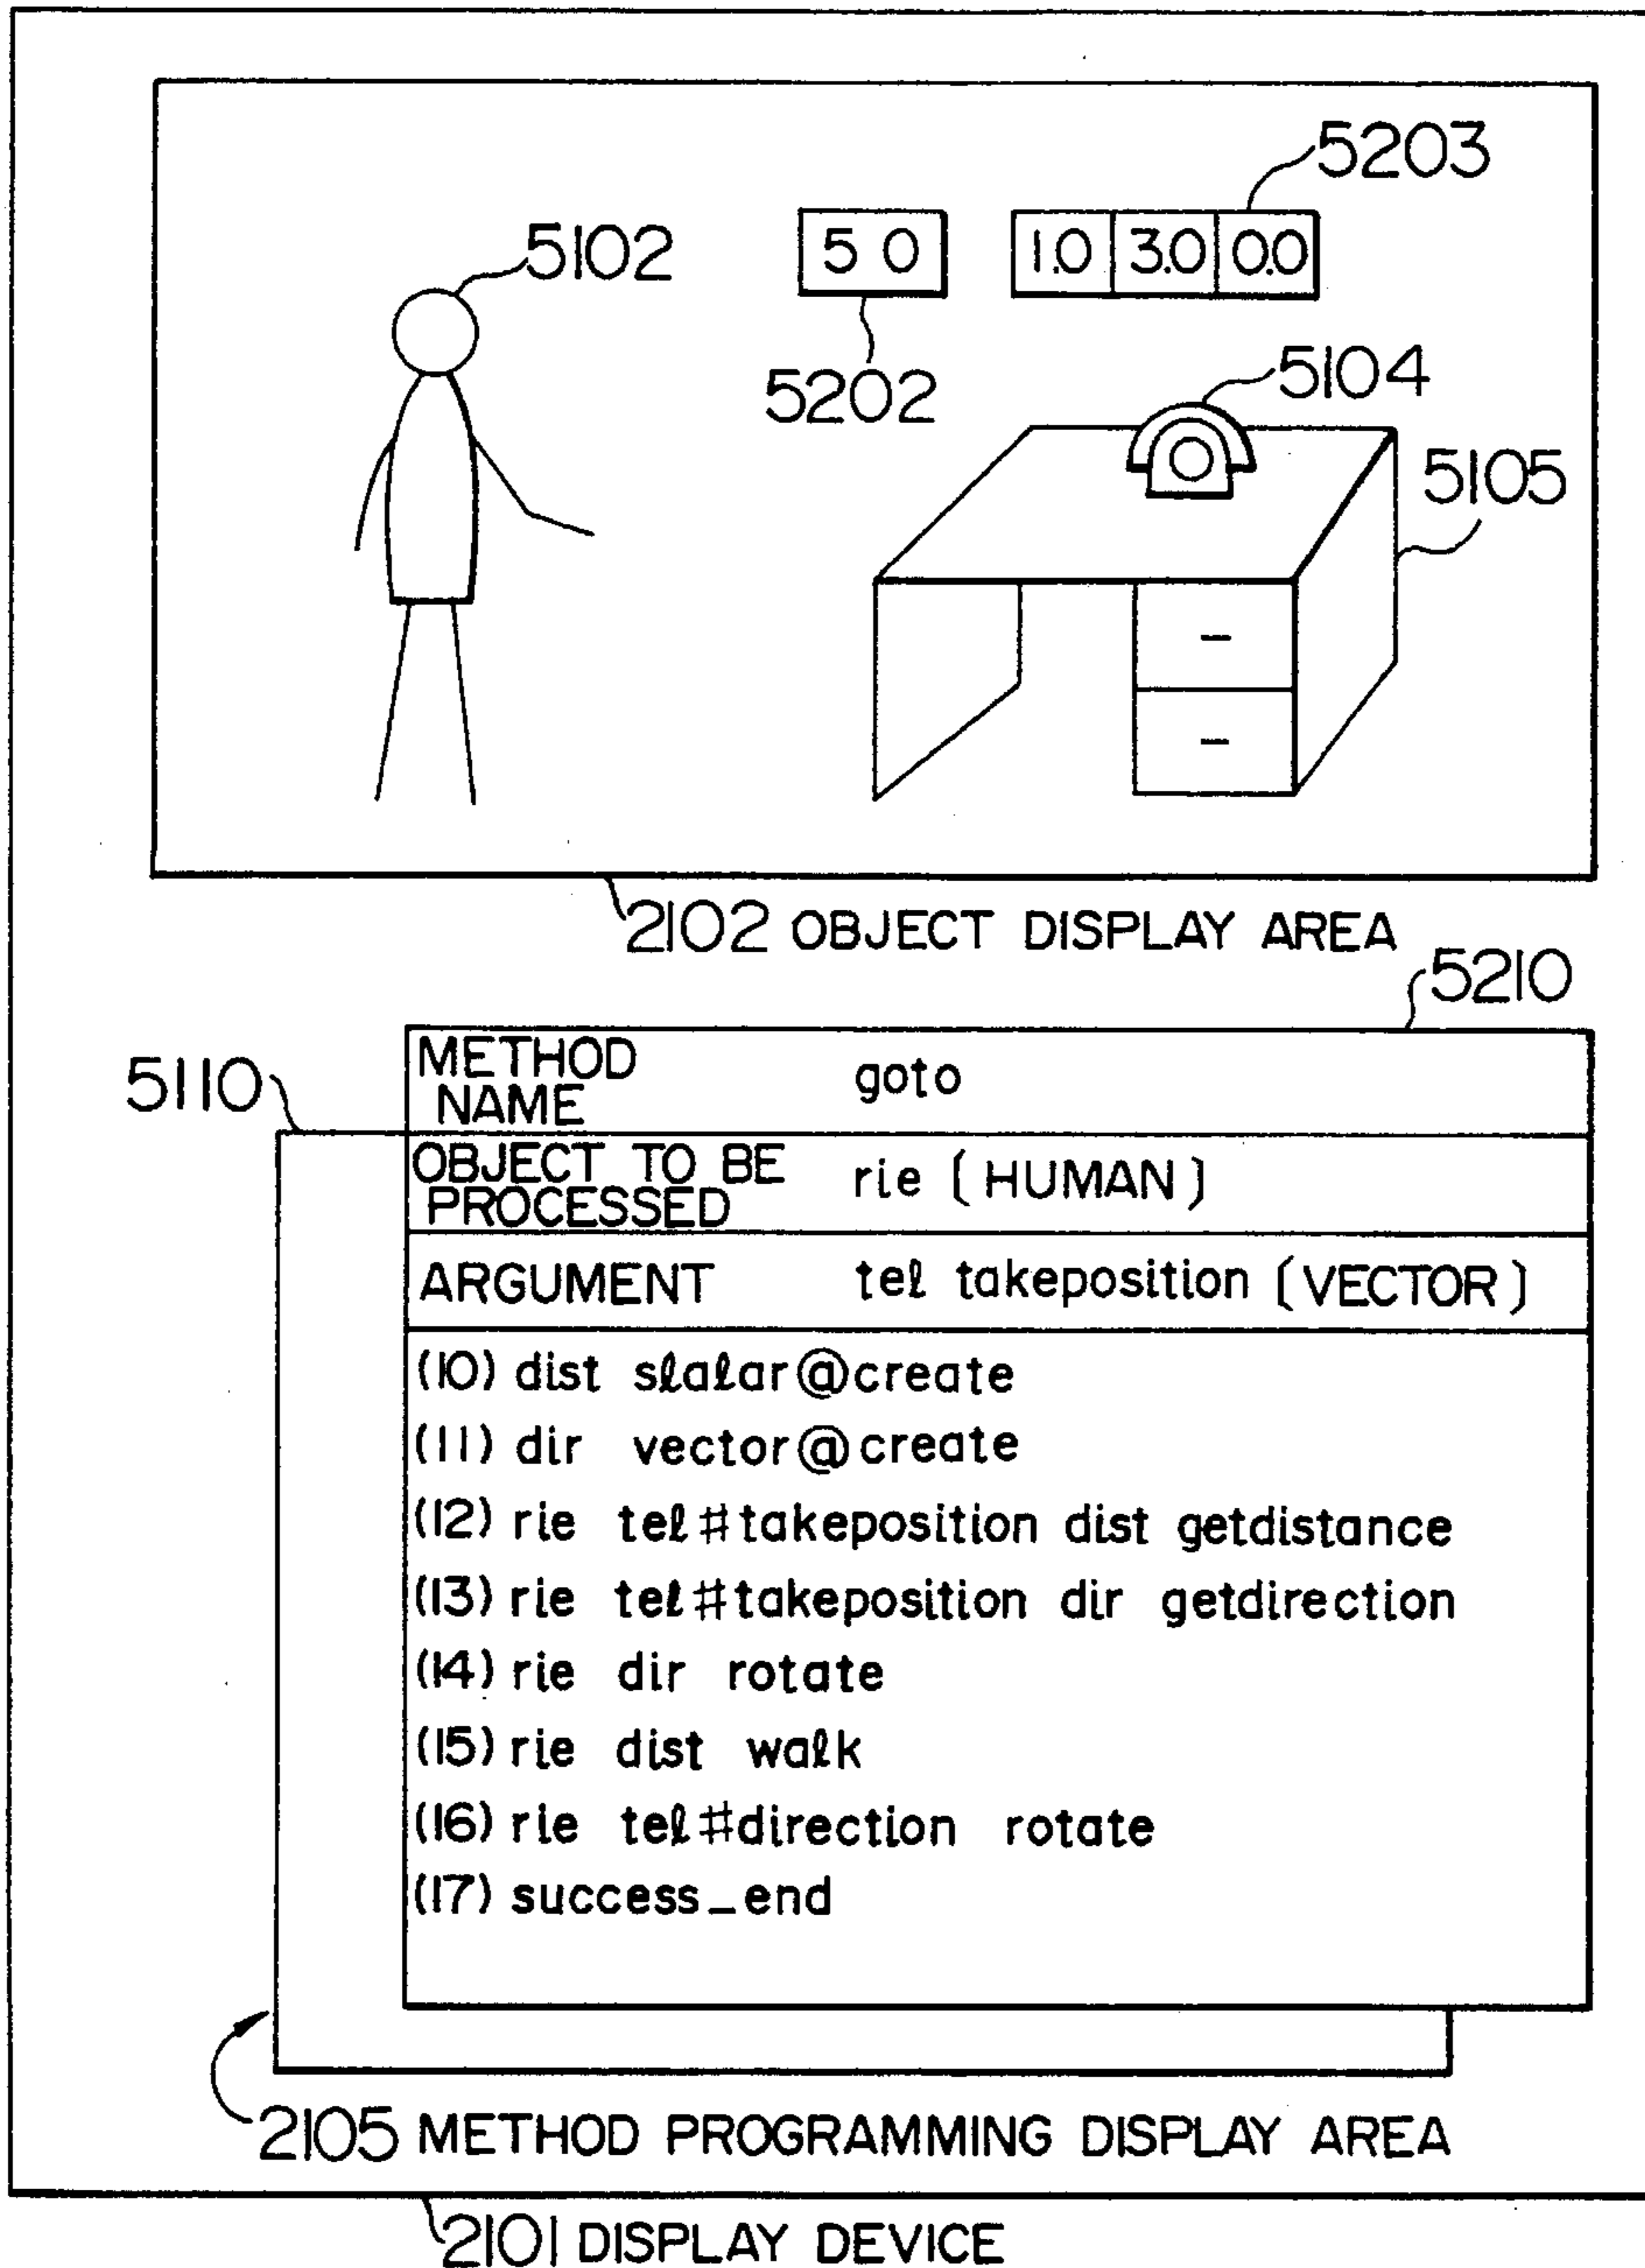 5203
5102
5 0
1.0 3.0 0.0
5202
5104
5105
2102 OBJECT DISPLAY AREA
5210
5110
METHOD NAME goto
OBJECT TO BE PROCESSED rie (HUMAN)
ARGUMENT tel takeposition (VECTOR)
(10) dist slalar@create
(11) dir vector@create
(12) rie tel#takeposition dist getdistance
(13) rie tel#takeposition dir getdirection
(14) rie dir rotate
(15) rie dist walk
(16) rie tel#direction rotate
(17) success_end
2105 METHOD PROGRAMMING DISPLAY AREA
2101 DISPLAY DEVICE